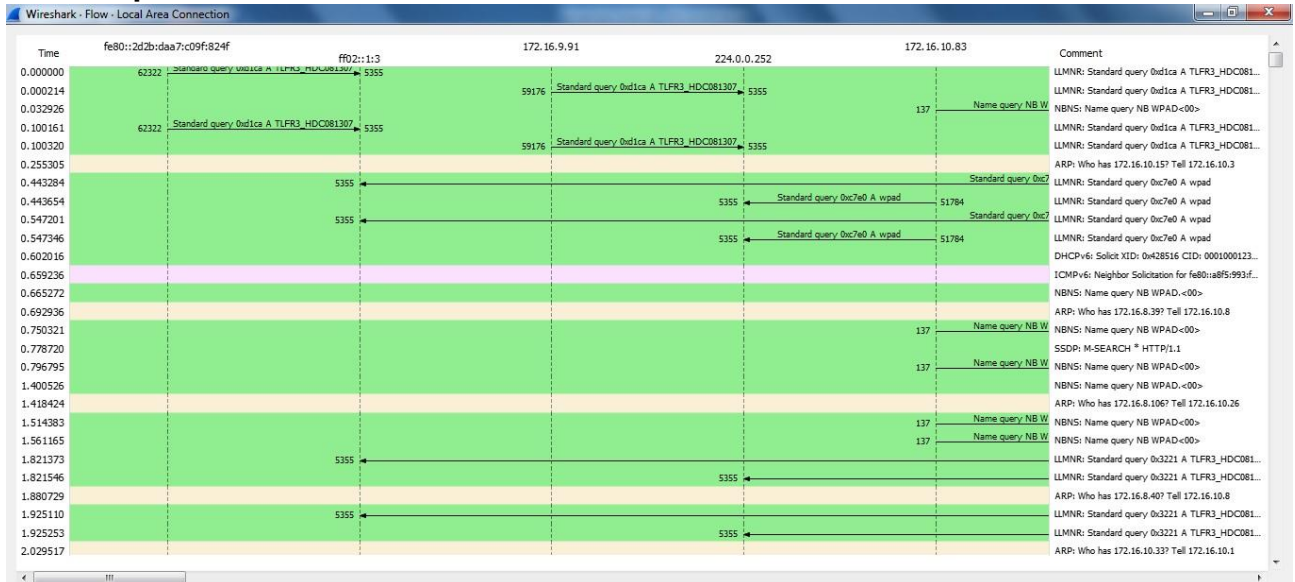 Wireshark · Flow · Local Area Connection
Time fe80::2d2b:daa7:c09f:824f ff02::1:3 172.16.9.91 224.0.0.252 172.16.10.83 Comment
0.000000 62322 Standard query 0xd1ca A TLFR3_HDC081307 5355 LLMNR: Standard query 0xd1ca A TLFR3_HDC081...
0.000214 59176 Standard query 0xd1ca A TLFR3_HDC081307 5355 LLMNR: Standard query 0xd1ca A TLFR3_HDC081...
0.032926 137 Name query NB W NBNS: Name query NB WPAD<00>
0.100161 62322 Standard query 0xd1ca A TLFR3_HDC081307 5355 LLMNR: Standard query 0xd1ca A TLFR3_HDC081...
0.100320 59176 Standard query 0xd1ca A TLFR3_HDC081307 5355 LLMNR: Standard query 0xd1ca A TLFR3_HDC081...
0.255305 ARP: Who has 172.16.10.15? Tell 172.16.10.3
0.443284 5355 Standard query 0xc7 LLMNR: Standard query 0xc7e0 A wpad
0.443654 5355 Standard query 0xc7e0 A wpad 51784 LLMNR: Standard query 0xc7e0 A wpad
0.547201 5355 Standard query 0xc7 LLMNR: Standard query 0xc7e0 A wpad
0.547346 5355 Standard query 0xc7e0 A wpad 51784 LLMNR: Standard query 0xc7e0 A wpad
0.602016 DHCPv6: Solicit XID: 0x428516 CID: 0001000123...
0.659236 ICMPv6: Neighbor Solicitation for fe80::a8f5:993:f...
0.665272 NBNS: Name query NB WPAD.<00>
0.692936 ARP: Who has 172.16.8.39? Tell 172.16.10.8
0.750321 137 Name query NB W NBNS: Name query NB WPAD<00>
0.778720 SSDP: M-SEARCH * HTTP/1.1
0.796795 137 Name query NB W NBNS: Name query NB WPAD<00>
1.400526 NBNS: Name query NB WPAD.<00>
1.418424 ARP: Who has 172.16.8.106? Tell 172.16.10.26
1.514383 137 Name query NB W NBNS: Name query NB WPAD<00>
1.561165 137 Name query NB W NBNS: Name query NB WPAD<00>
1.821373 5355 LLMNR: Standard query 0x3221 A TLFR3_HDC081...
1.821546 5355 LLMNR: Standard query 0x3221 A TLFR3_HDC081...
1.880729 ARP: Who has 172.16.8.40? Tell 172.16.10.8
1.925110 5355 LLMNR: Standard query 0x3221 A TLFR3_HDC081...
1.925253 5355 LLMNR: Standard query 0x3221 A TLFR3_HDC081...
2.029517 ARP: Who has 172.16.10.33? Tell 172.16.10.1